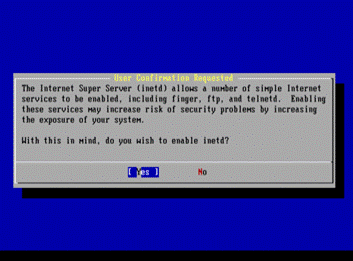 User Confirmation Requested
The Internet Super Server (inetd) allows a number of simple Internet
services to be enabled, including finger, ftp, and telnetd.  Enabling
these services may increase risk of security problems by increasing
the exposure of your system.
With this in mind, do you wish to enable inetd?
[ Yes ] No